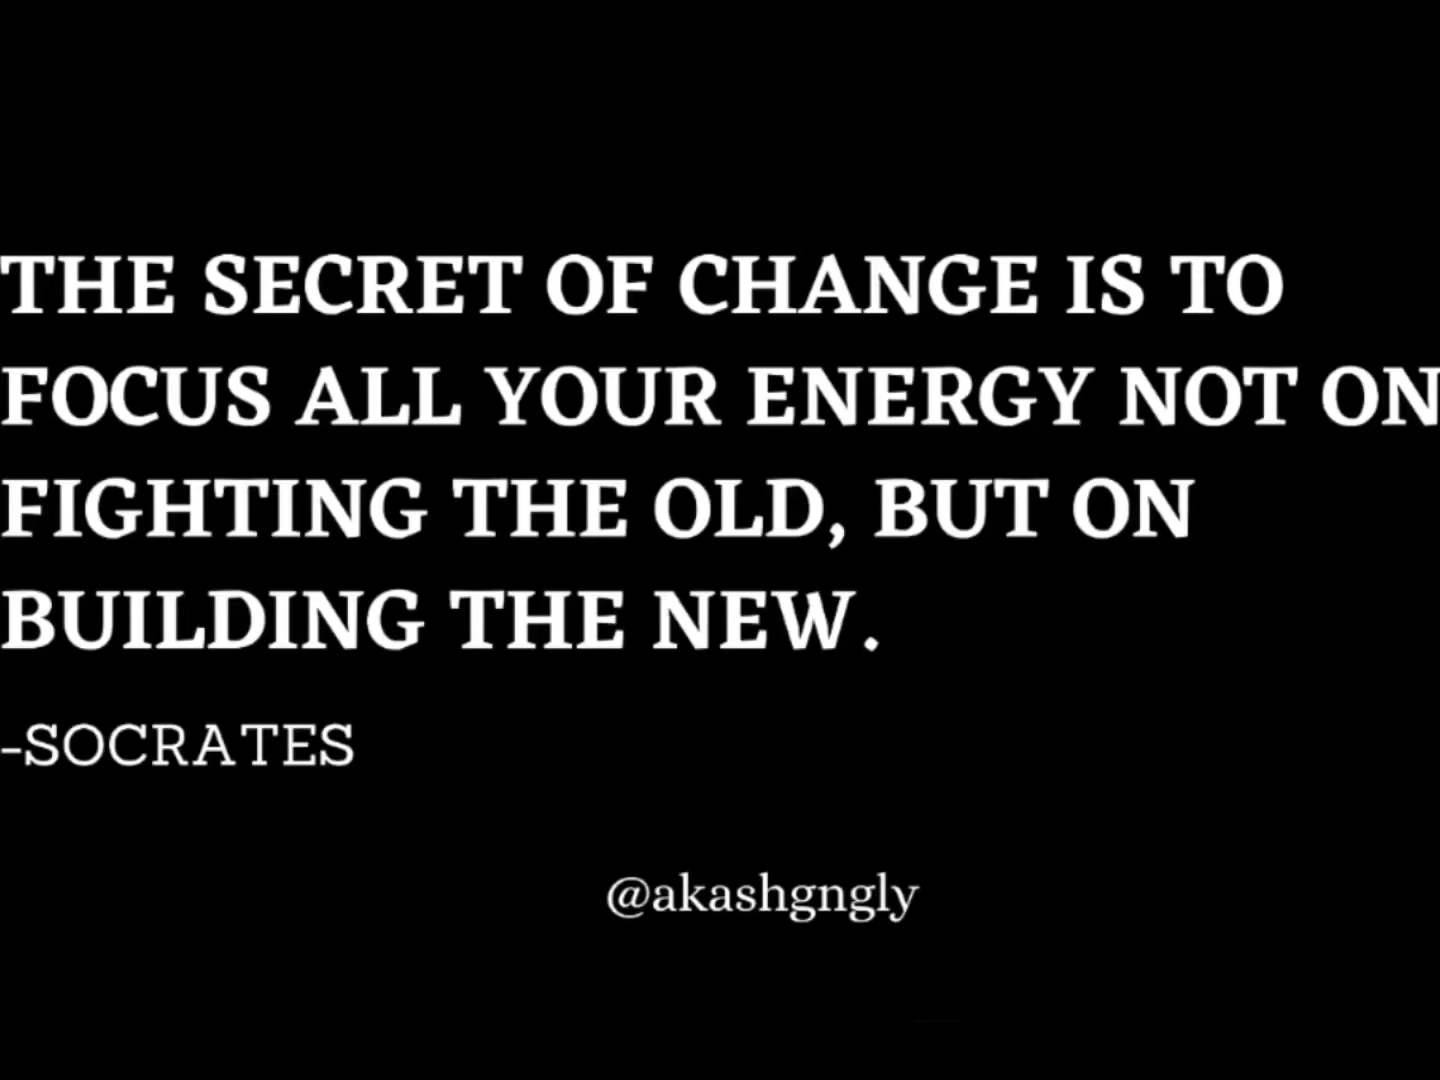 THE SECRET OF CHANGE IS TO
FOCUS ALL YOUR ENERGY NOT ON
FIGHTING THE OLD, BUT ON
BUILDING THE NEW.
-SOCRATES
@akashgngly